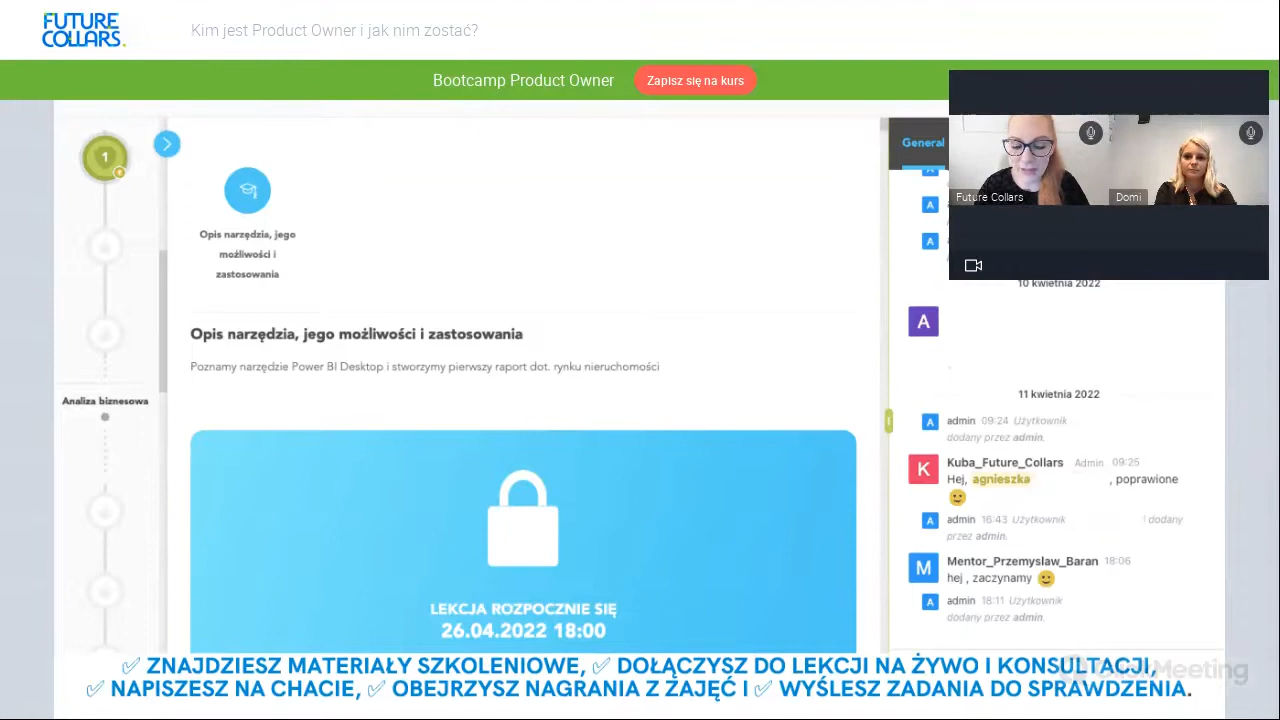 FUTURE
COLLARS.
Kim jest Product Owner i jak nim zostać?
Bootcamp Product Owner
Zapisz się na kurs
1
Opis narzędzia, jego
możliwości i
zastosowania
Opis narzędzia, jego możliwości i zastosowania
Poznamy narzędzie Power BI Desktop i stworzymy pierwszy raport dot. rynku nieruchomości
Analiza biznesowa
LEKCJA ROZPOCZNIE SIĘ
26.04.2022 18:00
General
Future Collars
Domi
A
A
A
10 kwietnia 2022
A
11 kwietnia 2022
A admin 09:24 Użytkownik
dodany przez admin.
K Kuba_Future_Collars Admin 09:25
Hej, agnieszka , poprawione
A admin 16:43 Użytkownik dodany
przez admin.
M Mentor_Przemyslaw_Baran 18:06
hej , zaczynamy
A admin 18:11 Użytkownik
dodany przez admin.
✅ ZNAJDZIESZ MATERIAŁY SZKOLENIOWE, ✅ DOŁĄCZYSZ DO LEKCJI NA ŻYWO I KONSULTACJI,
✅ NAPISZESZ NA CHACIE, ✅ OBEJRZYSZ NAGRANIA Z ZAJĘĆ I ✅ WYŚLESZ ZADANIA DO SPRAWDZENIA.
ClickMeeting